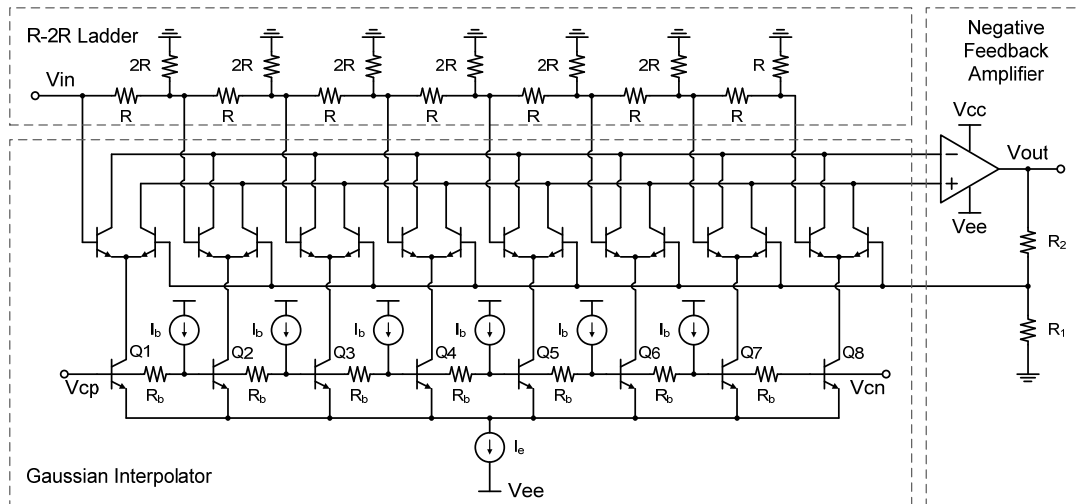 R-2R Ladder
Negative
Feedback
Amplifier
2R 2R 2R 2R 2R 2R R
Vin
R R R R R R R
Vcc
Vout
−
+
Vee
R2
Ib Ib Ib Ib Ib Ib
R1
Q1 Q2 Q3 Q4 Q5 Q6 Q7 Q8
Vcp
Vcn
Rb Rb Rb Rb Rb Rb Rb
Ie
Gaussian Interpolator
Vee